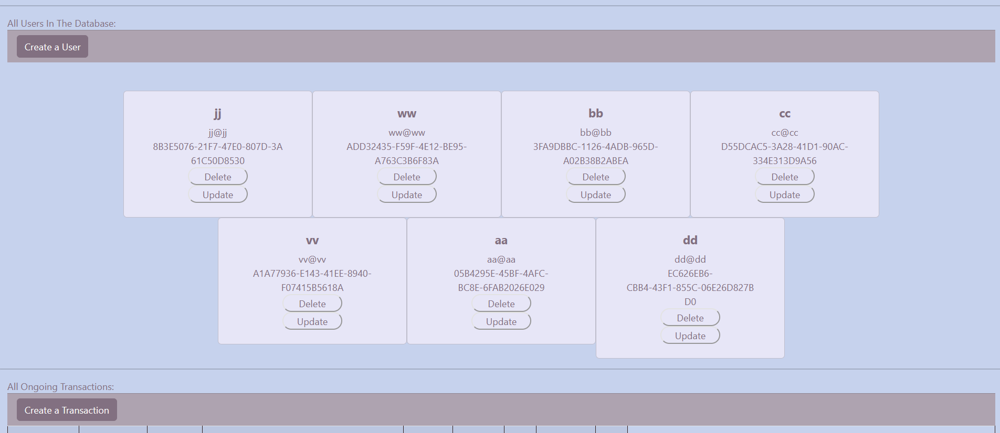 All Users In The Database:
Create a User
jj
jj@jj
8B3E5076-21F7-47E0-807D-3A
61C50D8530
Delete
Update
ww
ww@ww
ADD32435-F59F-4E12-BE95-
A763C3B6F83A
Delete
Update
bb
bb@bb
3FA9DBBC-1126-4ADB-965D-
A02B38B2ABEA
Delete
Update
cc
cc@cc
D55DCAC5-3A28-41D1-90AC-
334E313D9A56
Delete
Update
vv
vv@vv
A1A77936-E143-41EE-8940-
F07415B5618A
Delete
Update
aa
aa@aa
05B4295E-45BF-4AFC-
BC8E-6FAB2026E029
Delete
Update
dd
dd@dd
EC626EB6-
CBB4-43F1-855C-06E26D827B
D0
Delete
Update
All Ongoing Transactions:
Create a Transaction